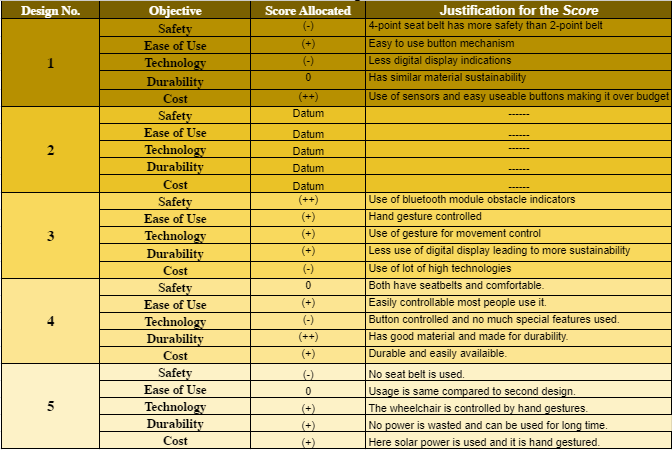 Design No. Objective Score Allocated Justification for the Score
1 Safety (-) 4-point seat belt has more safety than 2-point belt
Ease of Use (+) Easy to use button mechanism
Technology (-) Less digital display indications
Durability 0 Has similar material sustainability
Cost (++) Use of sensors and easy useable buttons making it over budget
2 Safety Datum ------
Ease of Use Datum ------
Technology Datum ------
Durability Datum ------
Cost Datum ------
3 Safety (++) Use of bluetooth module obstacle indicators
Ease of Use (+) Hand gesture controlled
Technology (+) Use of gesture for movement control
Durability (+) Less use of digital display leading to more sustainability
Cost (-) Use of lot of high technologies
4 Safety 0 Both have seatbelts and comfortable.
Ease of Use (+) Easily controllable most people use it.
Technology (-) Button controlled and no much special features used.
Durability (++) Has good material and made for durability.
Cost (+) Durable and easily availaible.
5 Safety (-) No seat belt is used.
Ease of Use 0 Usage is same compared to second design.
Technology (+) The wheelchair is controlled by hand gestures.
Durability (+) No power is wasted and can be used for long time.
Cost (+) Here solar power is used and it is hand gestured.